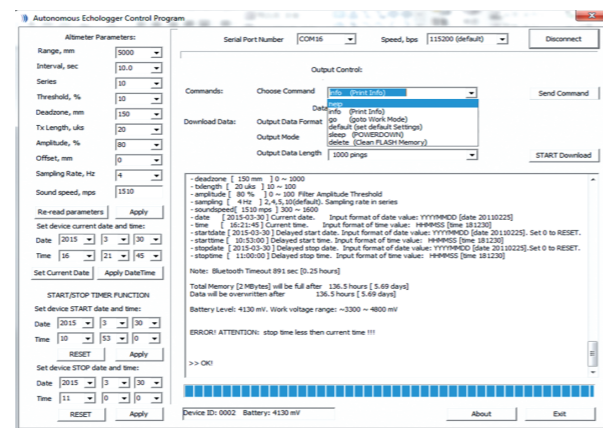 Autonomous Echologger Control Program
Altimeter Parameters:
Range, mm 5000
Interval, sec 10.0
Series 10
Threshold, % 10
Deadzone, mm 150
Tx Length, uks 20
Amplitude, % 80
Offset, mm 0
Sampling Rate, Hz 4
Sound speed, mps 1510
Re-read parameters Apply
Set device current date and time:
Date 2015 3 30
Time 16 21 45
Set Current Date Apply DateTime
START/STOP TIMER FUNCTION
Set device START date and time:
Date 2015 3 30
Time 10 53 0
RESET Apply
Set device STOP date and time:
Date 2015 3 30
Time 11 0 0
RESET Apply
Serial Port Number COM16 Speed, bps 115200 (default) Disconnect
Output Control:
Commands: Choose Command info (Print Info) Send Command
help
info (Print Info)
go (goto Work Mode)
default (set default Settings)
sleep (POWERDOWN)
delete (Clean FLASH Memory)
Data
Download Data: Output Data Format
Output Mode
Output Data Length 1000 pings START Download
- deadzone [ 150 mm ] 0 ~ 1000
- txlength [ 20 uks ] 10 ~ 100
- amplitude [ 80 % ] 0 ~ 100 Filter Amplitude Threshold
- sampling [ 4 Hz ] 2,4,5,10(default). Sampling rate in series
- soundspeed[ 1510 mps ] 300 ~ 1600
- date [ 2015-03-30 ] Current date. Input format of date value: YYYYMMDD [date 20110225]
- time [ 16:21:45 ] Current time. Input format of time value: HHMMSS [time 181230]
- startdate [ 2015-03-30 ] Delayed start date. Input format of date value: YYYYMMDD [date 20110225]. Set 0 to RESET.
- starttime [ 10:53:00 ] Delayed start time. Input format of time value: HHMMSS [time 181230]
- stopdate [ 2015-03-30 ] Delayed stop date. Input format of date value: YYYYMMDD [date 20110225]. Set 0 to RESET.
- stoptime [ 11:00:00 ] Delayed stop time. Input format of time value: HHMMSS [time 181230]
Note: Bluetooth Timeout 891 sec [0.25 hours]
Total Memory [2 MBytes] will be full after 136.5 hours [ 5.69 days]
Data will be overwritten after 136.5 hours [ 5.69 days]
Battery Level: 4130 mV. Work voltage range: ~3300 ~ 4800 mV
ERROR! ATTENTION: stop time less then current time !!!
>> OK!
Device ID: 0002 Battery: 4130 mV
About Exit